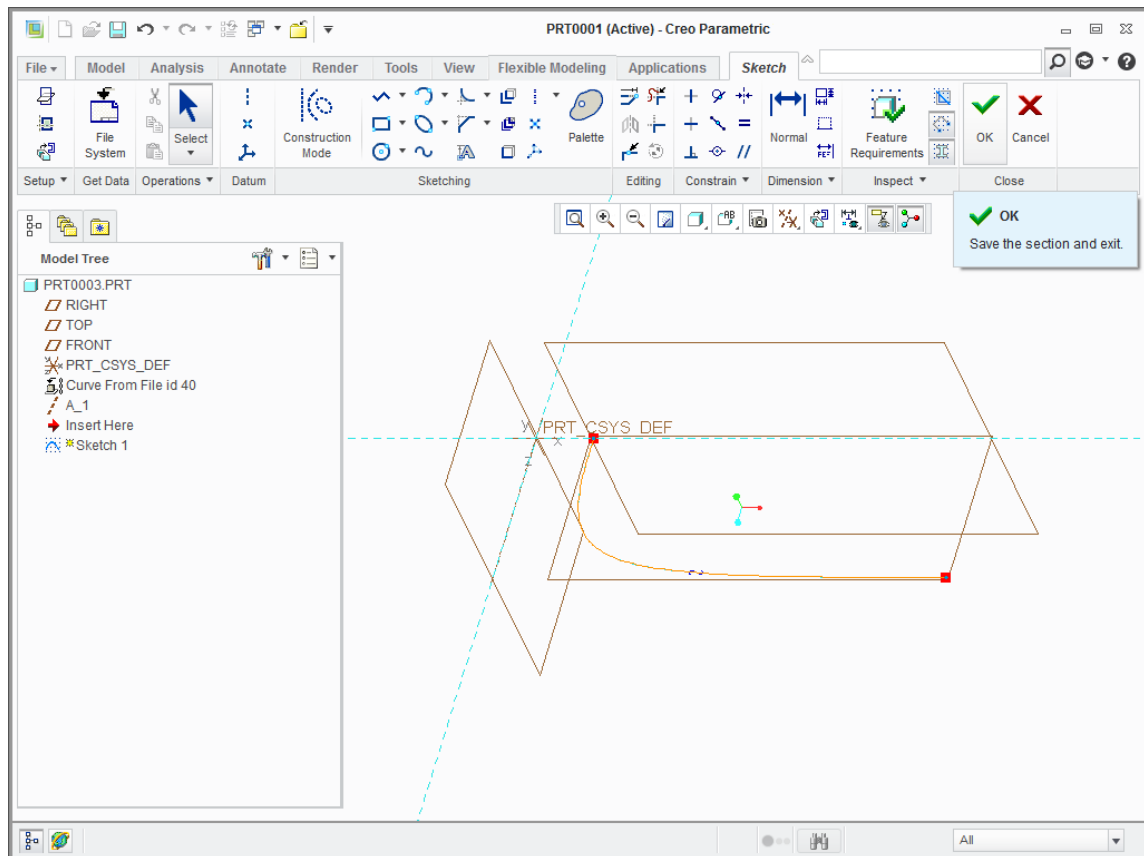 PRT0001 (Active) - Creo Parametric
File Model Analysis Annotate Render Tools View Flexible Modeling Applications Sketch
File System
Select
Construction Mode
Palette
Normal
Feature Requirements
OK
Cancel
Setup Get Data Operations Datum Sketching Editing Constrain Dimension Inspect Close
OK
Save the section and exit.
Model Tree
PRT0003.PRT
RIGHT
TOP
FRONT
PRT_CSYS_DEF
Curve From File id 40
A_1
Insert Here
Sketch 1
y PRT_CSYS_DEF
x
z
All